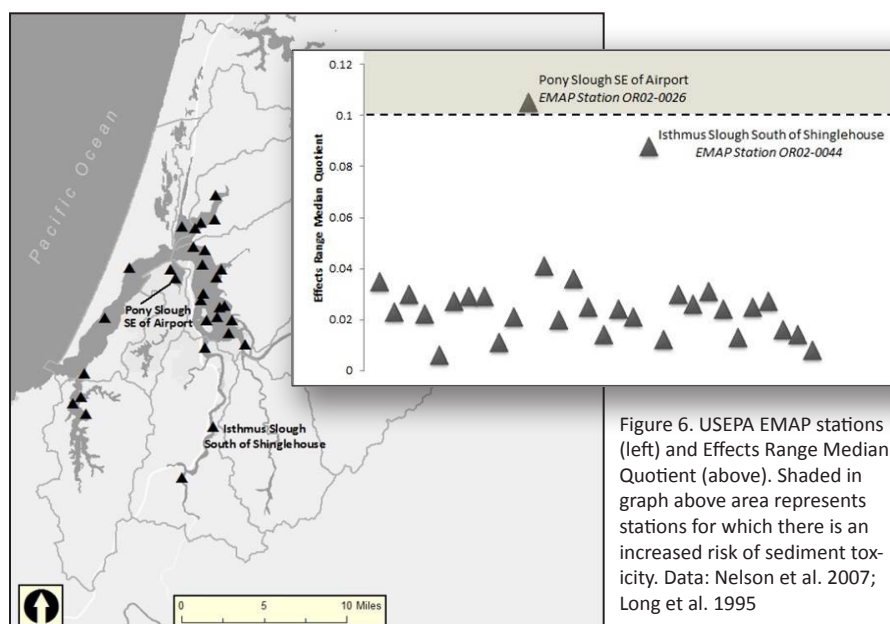 Pacific Ocean
Pony Slough
SE of Airport
Isthmus Slough
South of Shinglehouse
0 5 10 Miles
Effects Range Median Quotient
0.12
0.1
0.08
0.06
0.04
0.02
0
Pony Slough SE of Airport
EMAP Station OR02-0026
Isthmus Slough South of Shinglehouse
EMAP Station OR02-0044
Figure 6. USEPA EMAP stations
(left) and Effects Range Median
Quotient (above). Shaded in
graph above area represents
stations for which there is an
increased risk of sediment tox-
icity. Data: Nelson et al. 2007;
Long et al. 1995